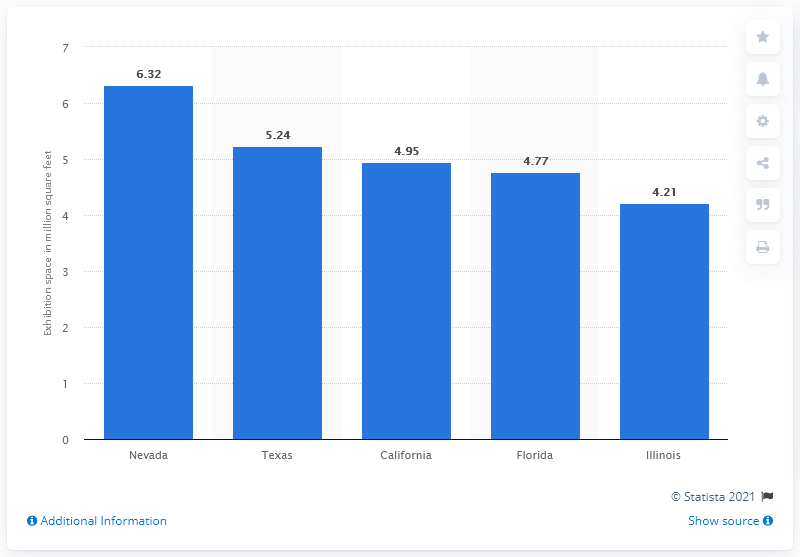 Exhibition space in million square feet
7
6
5
4
3
2
1
0
6.32
5.24
4.95
4.77
4.21
Nevada
Texas
California
Florida
Illinois
© Statista 2021
Additional Information
Show source